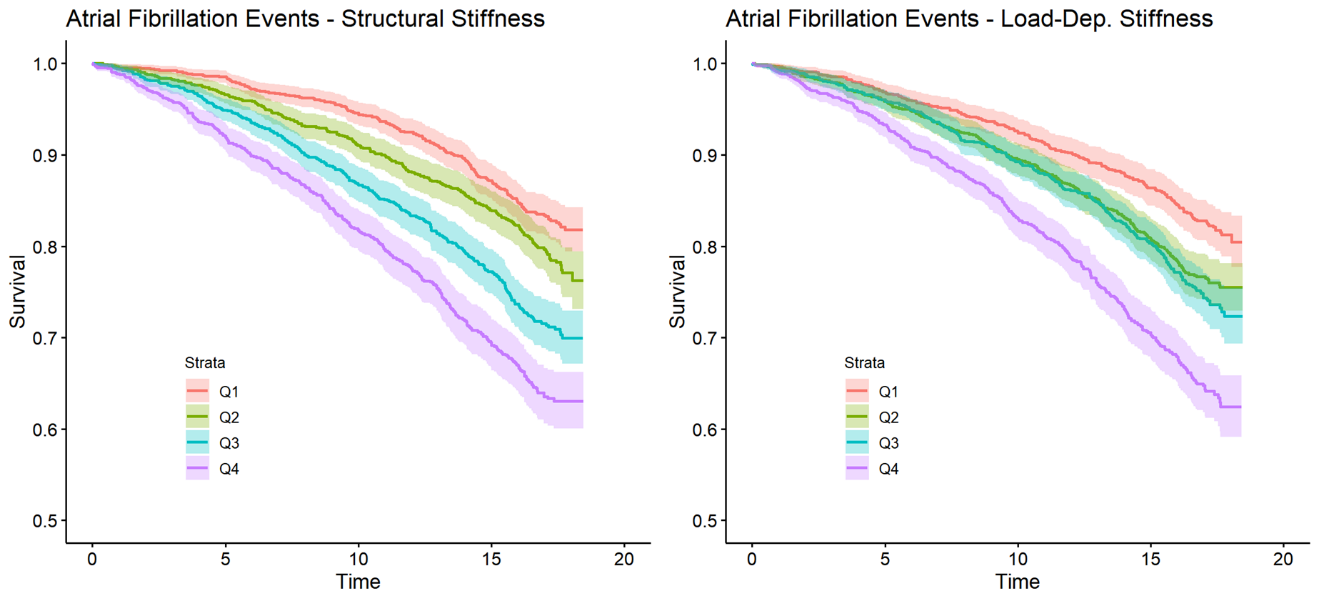 Atrial Fibrillation Events - Structural Stiffness
Survival
1.0
0.9
0.8
0.7
0.6
0.5
Strata
Q1
Q2
Q3
Q4
0 5 10 15 20
Time
Atrial Fibrillation Events - Load-Dep. Stiffness
Survival
1.0
0.9
0.8
0.7
0.6
0.5
Strata
Q1
Q2
Q3
Q4
0 5 10 15 20
Time